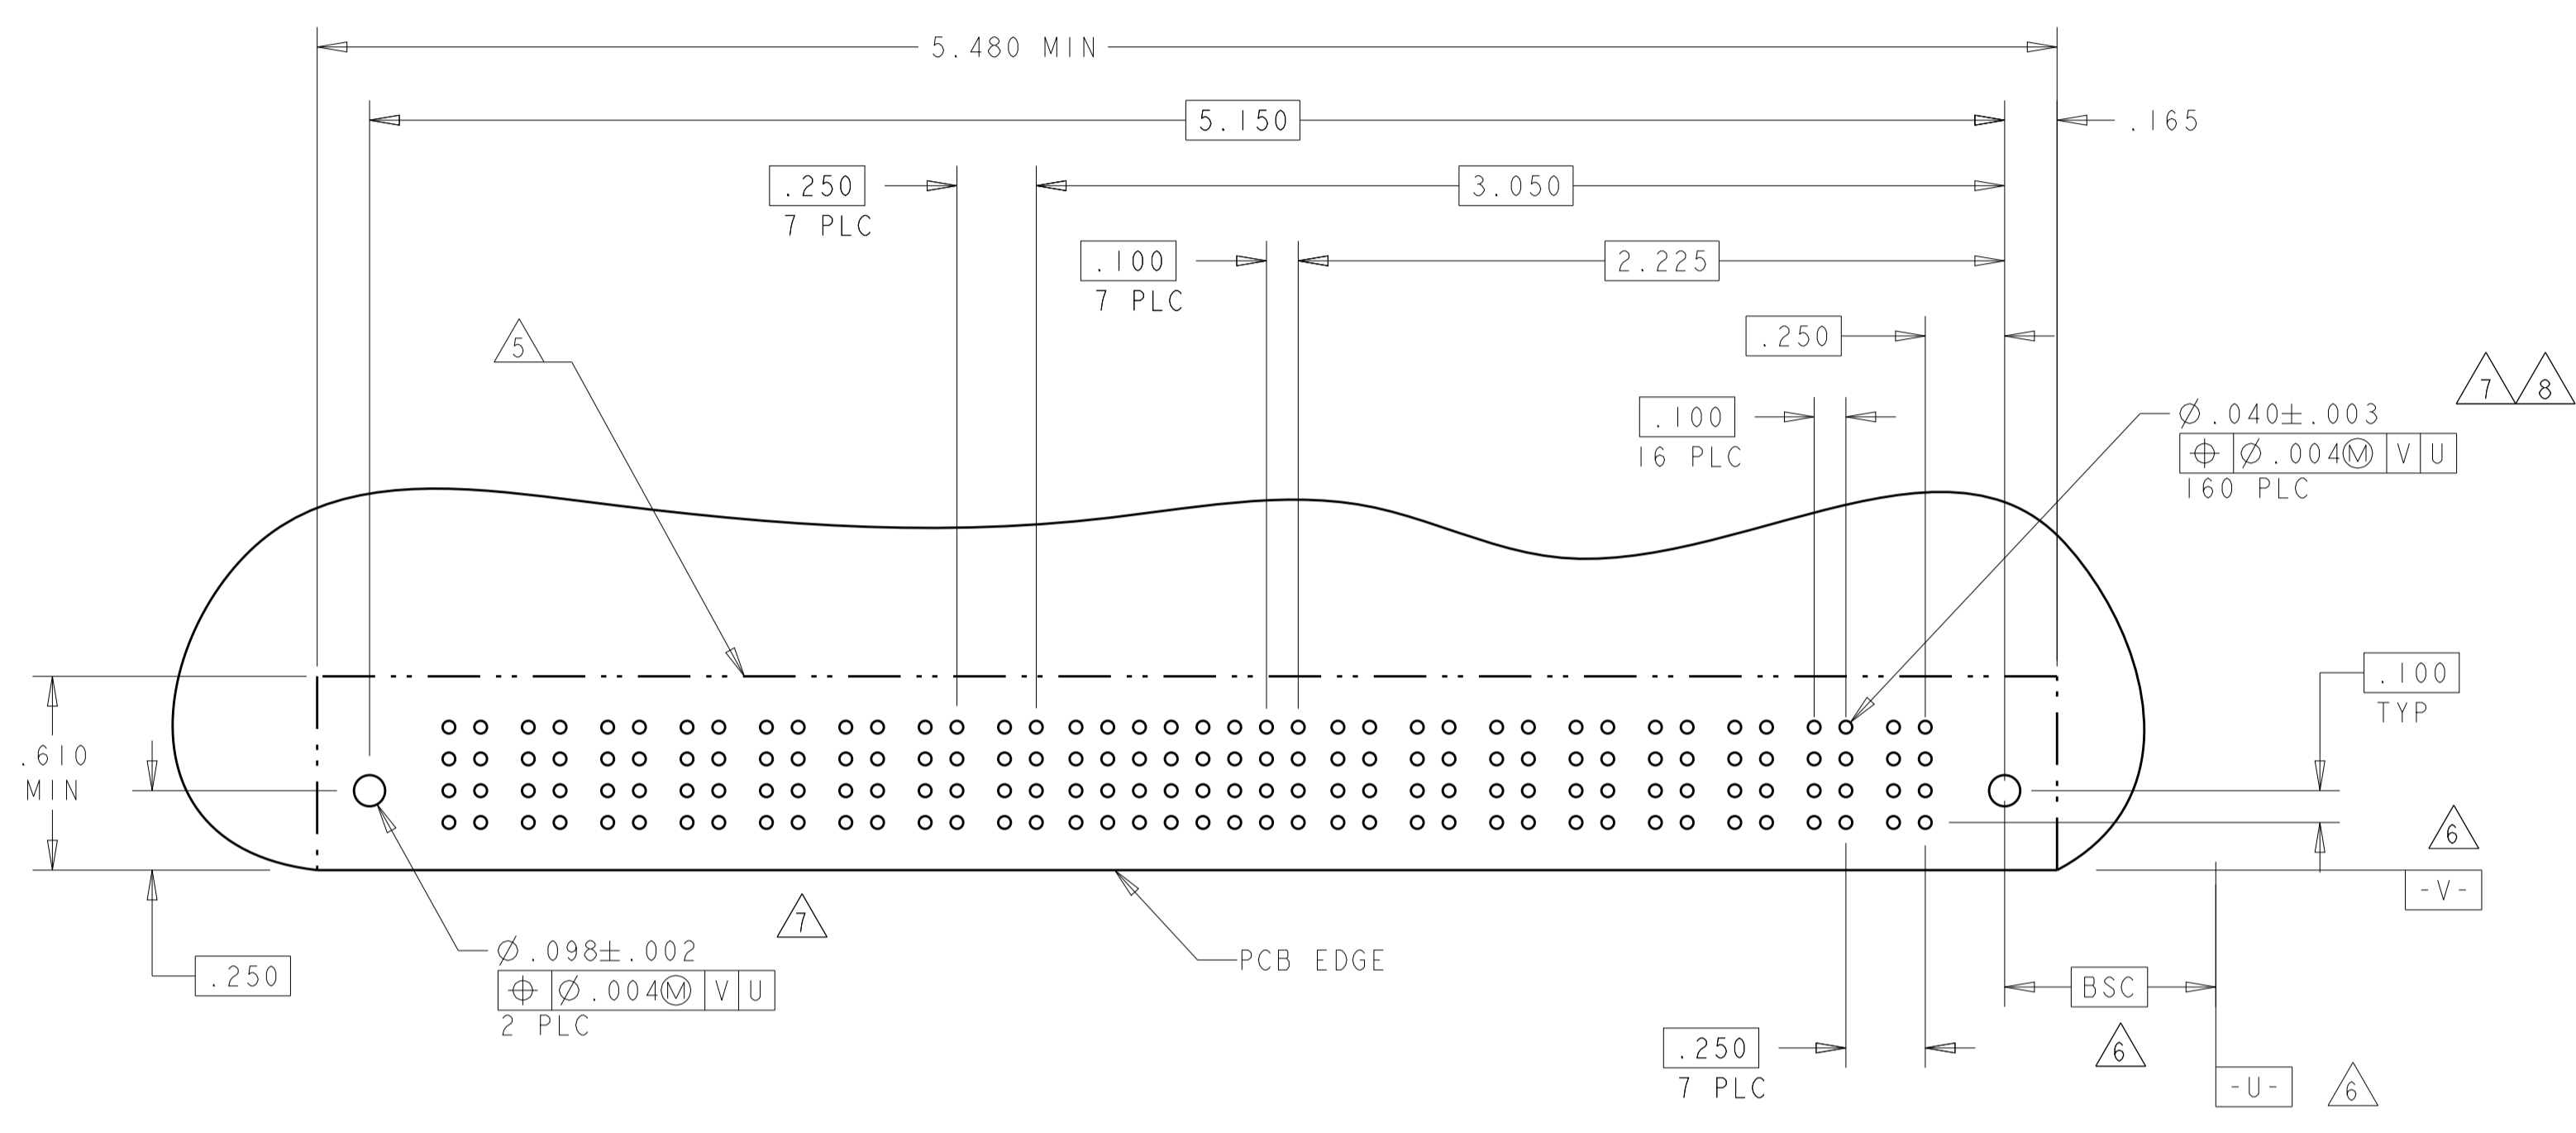 5.480 MIN
5.150
.165
.250
7 PLC
3.050
.100
7 PLC
2.225
.250
5
7
8
.100
16 PLC
Ø.040±.003
⌖ Ø.004Ⓜ V U
160 PLC
.100
TYP
.610
MIN
6
-V-
7
Ø.098±.002
⌖ Ø.004Ⓜ V U
2 PLC
.250
PCB EDGE
BSC
6
.250
7 PLC
-U-
6